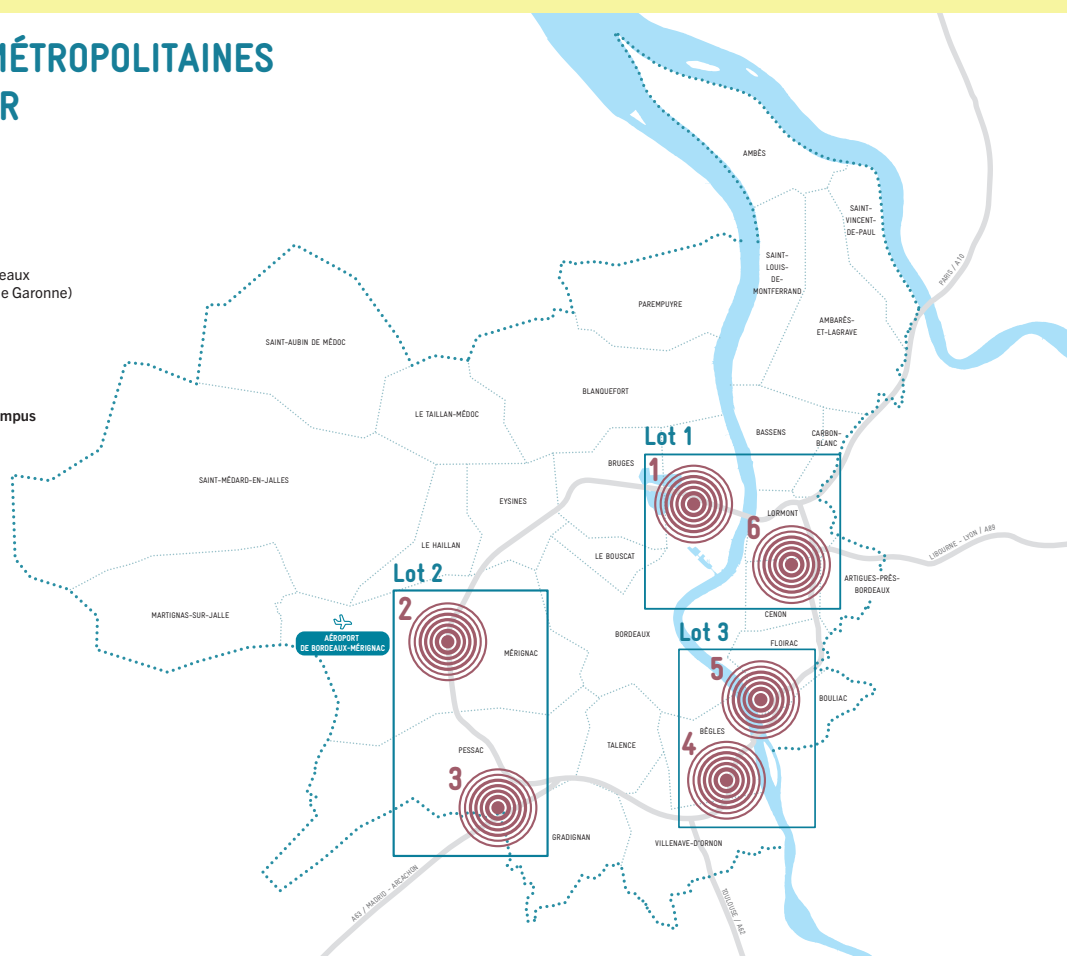 MÉTROPOLITAINES
R
eaux
e Garonne)
mpus
AMBÈS
SAINT-
VINCENT-
DE-PAUL
SAINT-
LOUIS-
DE-
MONTFERRAND
PARIS / A10
PAREMPUYRE
AMBARÈS-
ET-LAGRAVE
SAINT-AUBIN DE MÉDOC
BLANQUEFORT
LE TAILLAN-MÉDOC
BASSENS
CARBON-
BLANC
Lot 1
BRUGES
1
SAINT-MÉDARD-EN-JALLES
EYSINES
LORMONT
6
LIBOURNE - LYON / A89
LE HAILLAN
LE BOUSCAT
Lot 2
ARTIGUES-PRÈS-
BORDEAUX
2
MARTIGNAS-SUR-JALLE
CENON
AÉROPORT
DE BORDEAUX-MÉRIGNAC
BORDEAUX
Lot 3
FLOIRAC
MÉRIGNAC
5
BOULIAC
BÈGLES
4
TALENCE
PESSAC
3
GRADIGNAN
VILLENAVE-D'ORNON
A63 / MADRID - ARCACHON
TOULOUSE / A62